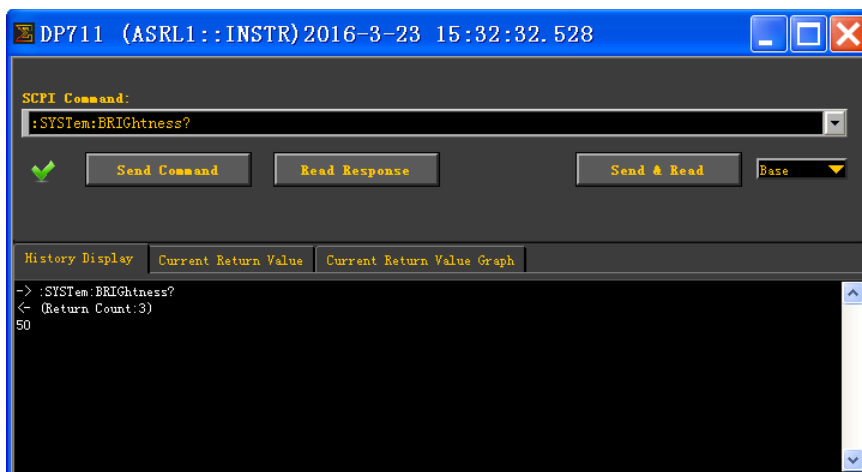 DP711 (ASRL1::INSTR)2016-3-23 15:32:32.528
SCPI Command:
:SYSTem:BRIGhtness?
Send Command
Read Response
Send & Read
Base
History Display
Current Return Value
Current Return Value Graph
-> :SYSTem:BRIGhtness?
<- (Return Count:3)
50